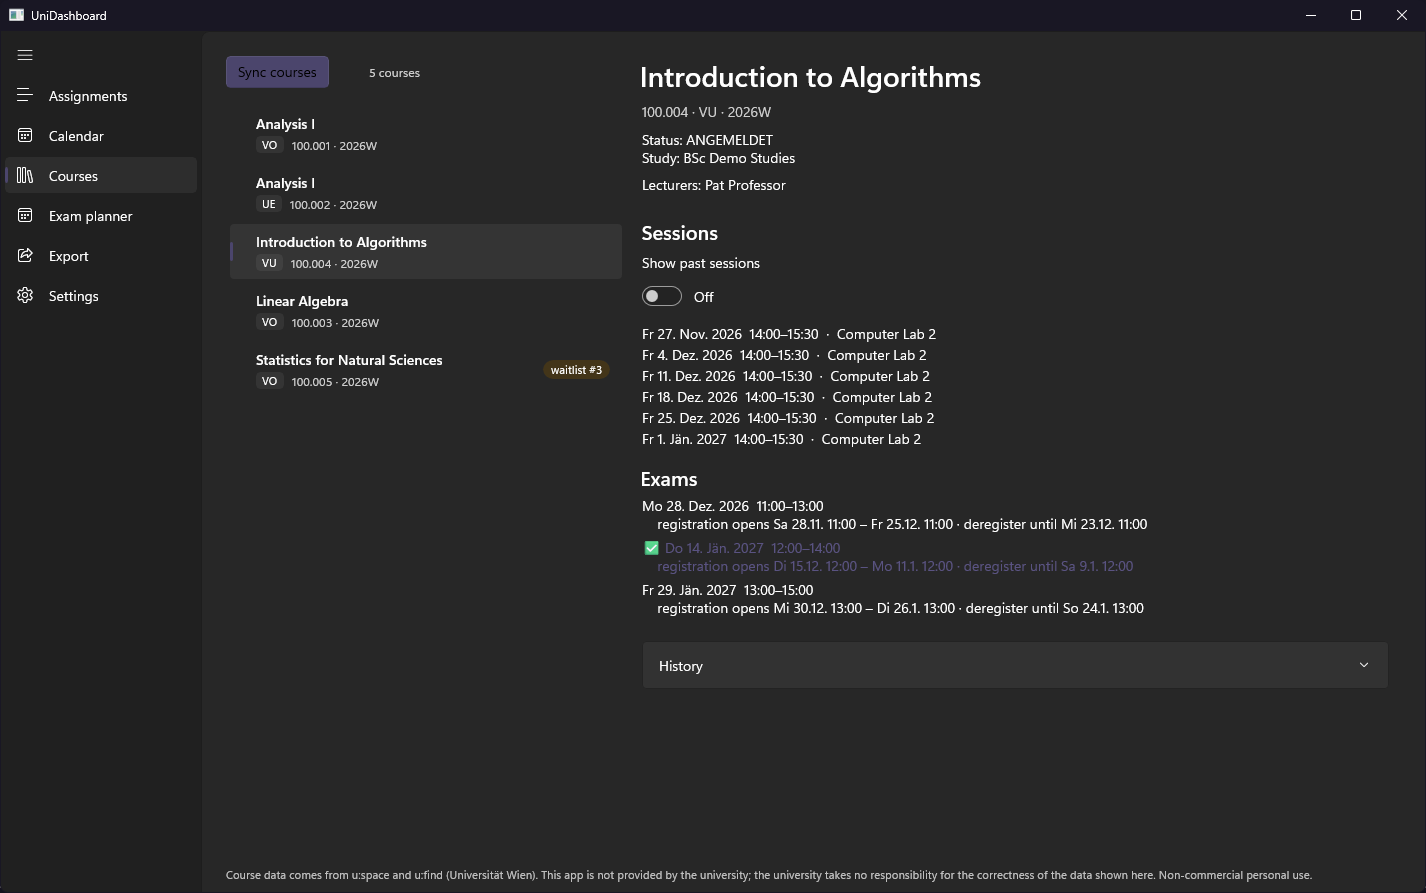 UniDashboard
Assignments
Calendar
Courses
Exam planner
Export
Settings
Sync courses
5 courses
Analysis I
VO 100.001 · 2026W
Analysis I
UE 100.002 · 2026W
Introduction to Algorithms
VU 100.004 · 2026W
Linear Algebra
VO 100.003 · 2026W
Statistics for Natural Sciences
VO 100.005 · 2026W
waitlist #3
Introduction to Algorithms
100.004 · VU · 2026W
Status: ANGEMELDET
Study: BSc Demo Studies
Lecturers: Pat Professor
Sessions
Show past sessions
Off
Fr 27. Nov. 2026 14:00–15:30 · Computer Lab 2
Fr 4. Dez. 2026 14:00–15:30 · Computer Lab 2
Fr 11. Dez. 2026 14:00–15:30 · Computer Lab 2
Fr 18. Dez. 2026 14:00–15:30 · Computer Lab 2
Fr 25. Dez. 2026 14:00–15:30 · Computer Lab 2
Fr 1. Jän. 2027 14:00–15:30 · Computer Lab 2
Exams
Mo 28. Dez. 2026 11:00–13:00
registration opens Sa 28.11. 11:00 – Fr 25.12. 11:00 · deregister until Mi 23.12. 11:00
✅ Do 14. Jän. 2027 12:00–14:00
registration opens Di 15.12. 12:00 – Mo 11.1. 12:00 · deregister until Sa 9.1. 12:00
Fr 29. Jän. 2027 13:00–15:00
registration opens Mi 30.12. 13:00 – Di 26.1. 13:00 · deregister until So 24.1. 13:00
History
Course data comes from u:space and u:find (Universität Wien). This app is not provided by the university; the university takes no responsibility for the correctness of the data shown here. Non-commercial personal use.